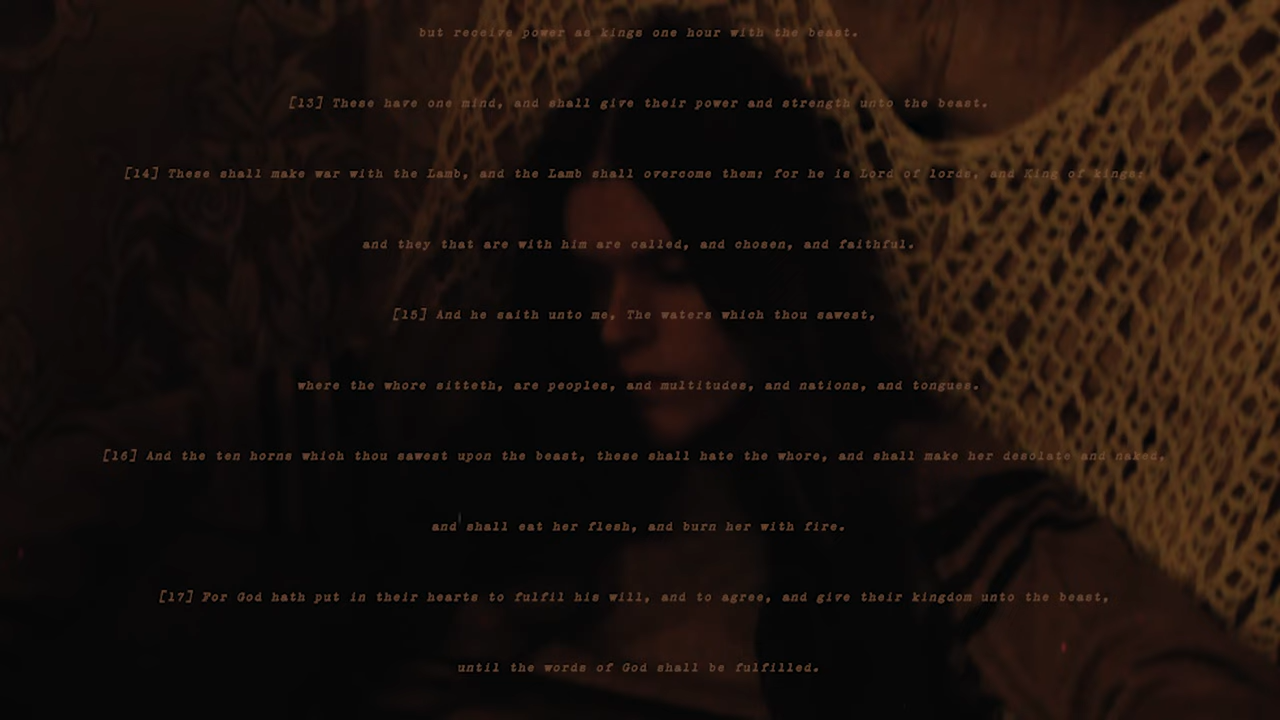 but receive power as kings one hour with the beast.
[13] These have one mind, and shall give their power and strength unto the beast.
[14] These shall make war with the Lamb, and the Lamb shall overcome them: for he is Lord of lords, and King of kings:
and they that are with him are called, and chosen, and faithful.
[15] And he saith unto me, The waters which thou sawest,
where the whore sitteth, are peoples, and multitudes, and nations, and tongues.
[16] And the ten horns which thou sawest upon the beast, these shall hate the whore, and shall make her desolate and naked,
and shall eat her flesh, and burn her with fire.
[17] For God hath put in their hearts to fulfil his will, and to agree, and give their kingdom unto the beast,
until the words of God shall be fulfilled.